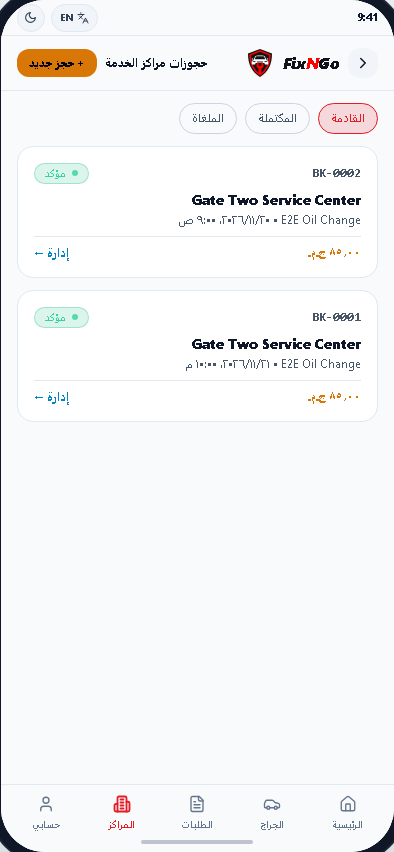 9:41
EN
FixNGo
حجوزات مراكز الخدمة
+ حجز جديد
القادمة
المكتملة
الملغاة
BK-0002
مؤكد
Gate Two Service Center
E2E Oil Change • ٢٠٢٦/١١/٢٠، ٩:٠٠ ص
٨٥٫٠٠ ج.م.
إدارة ←
BK-0001
مؤكد
Gate Two Service Center
E2E Oil Change • ٢٠٢٦/١١/٢١، ١٠:٠٠ م
٨٥٫٠٠ ج.م.
إدارة ←
الرئيسية
الجراج
الطلبات
المراكز
حسابي